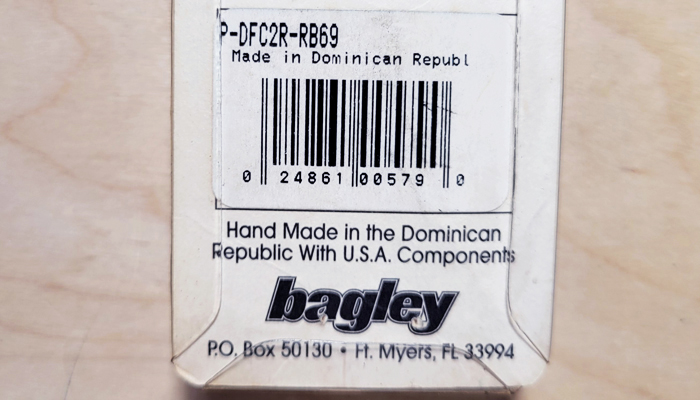 P-DFC2R-RB69
Made in Dominican Republ
0 24861 00579 0
Hand Made in the Dominican
Republic With U.S.A. Components
bagley
P.O. Box 50130 • Ft. Myers, FL 33994